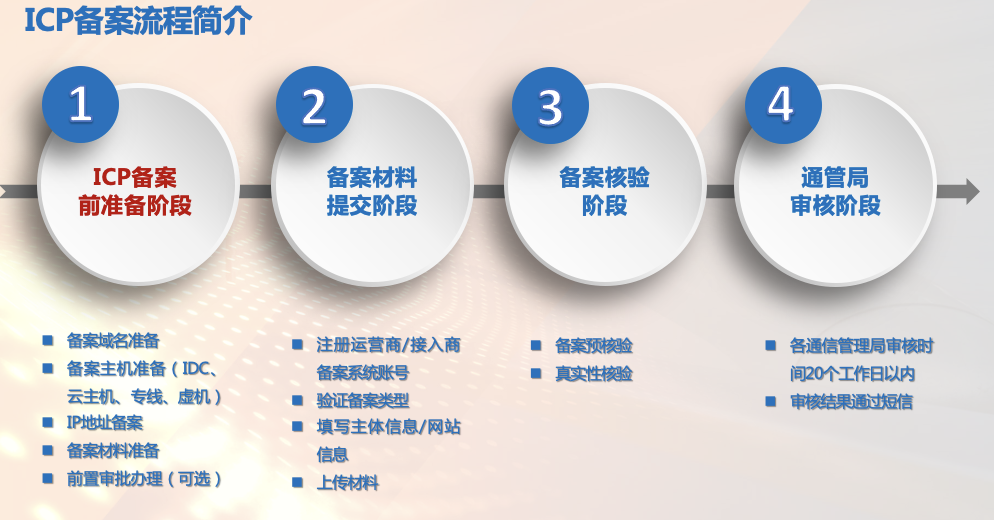 ICP备案流程简介
1
ICP备案
前准备阶段
2
备案材料
提交阶段
3
备案核验
阶段
4
通管局
审核阶段
备案域名准备
备案主机准备（IDC、
云主机、专线、虚机）
IP地址备案
备案材料准备
前置审批办理（可选）
注册运营商/接入商
备案系统账号
验证备案类型
填写主体信息/网站
信息
上传材料
备案预核验
真实性核验
各通信管理局审核时
间20个工作日以内
审核结果通过短信